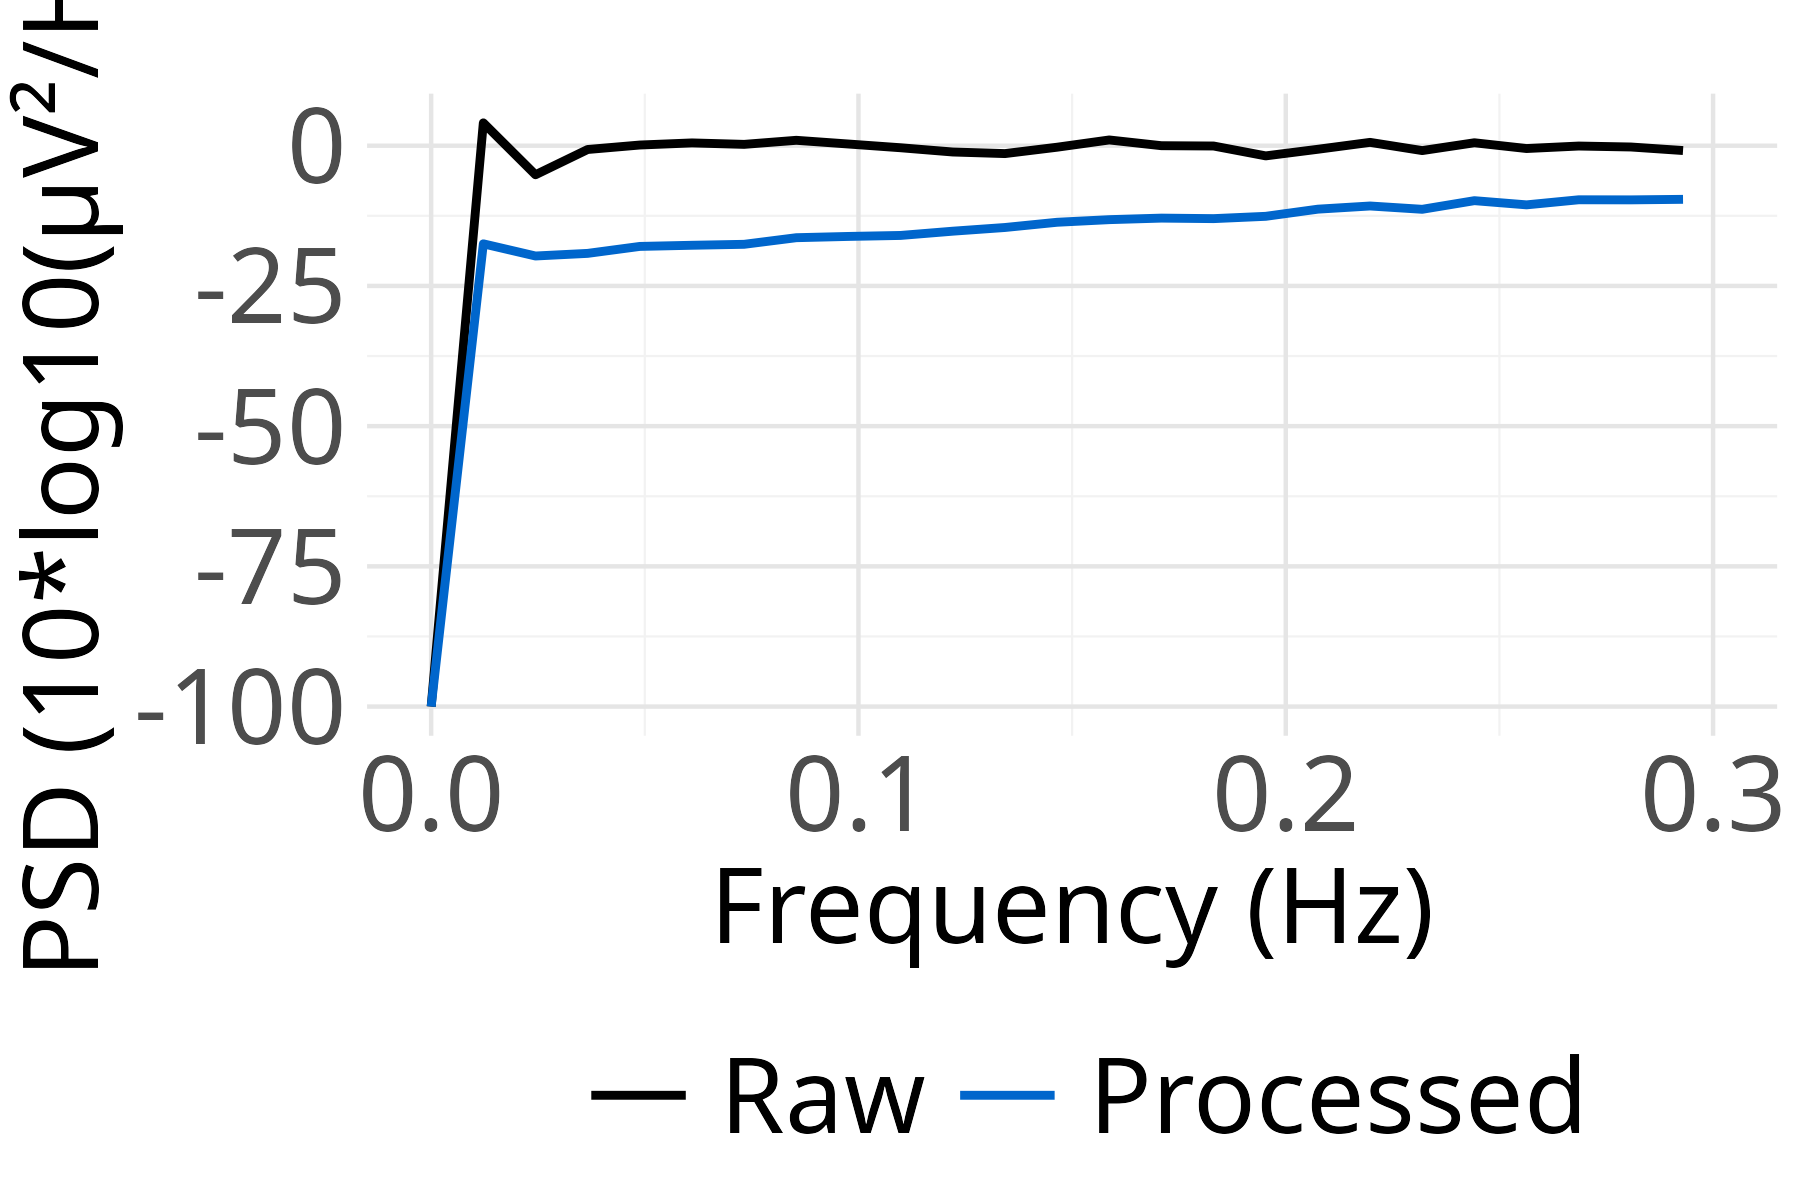 PSD (10*log10(μV²/H
0
-25
-50
-75
-100
0.0 0.1 0.2 0.3
Frequency (Hz)
Raw Processed